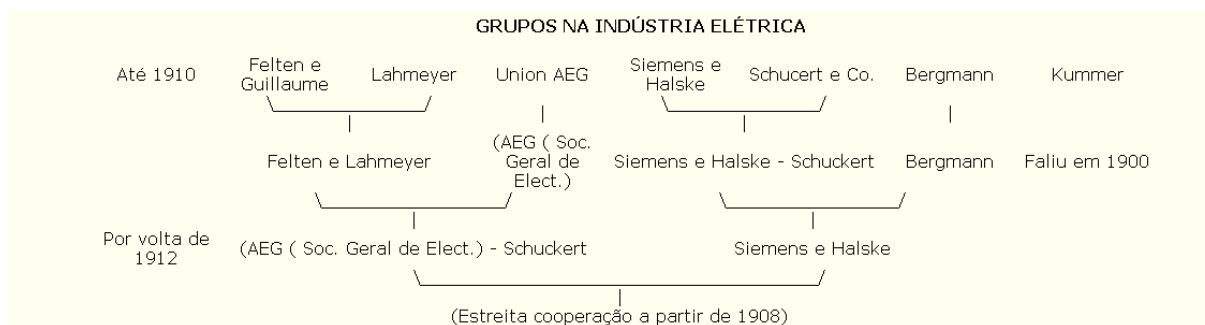 GRUPOS NA INDÚSTRIA ELÉTRICA
Até 1910
Felten e
Guillaume
Lahmeyer
Union AEG
Siemens e
Halske
Schucert e Co.
Bergmann
Kummer
Felten e Lahmeyer
(AEG ( Soc.
Geral de
Elect.)
Siemens e Halske - Schuckert
Bergmann
Faliu em 1900
Por volta de
1912
(AEG ( Soc. Geral de Elect.) - Schuckert
Siemens e Halske
(Estreita cooperação a partir de 1908)